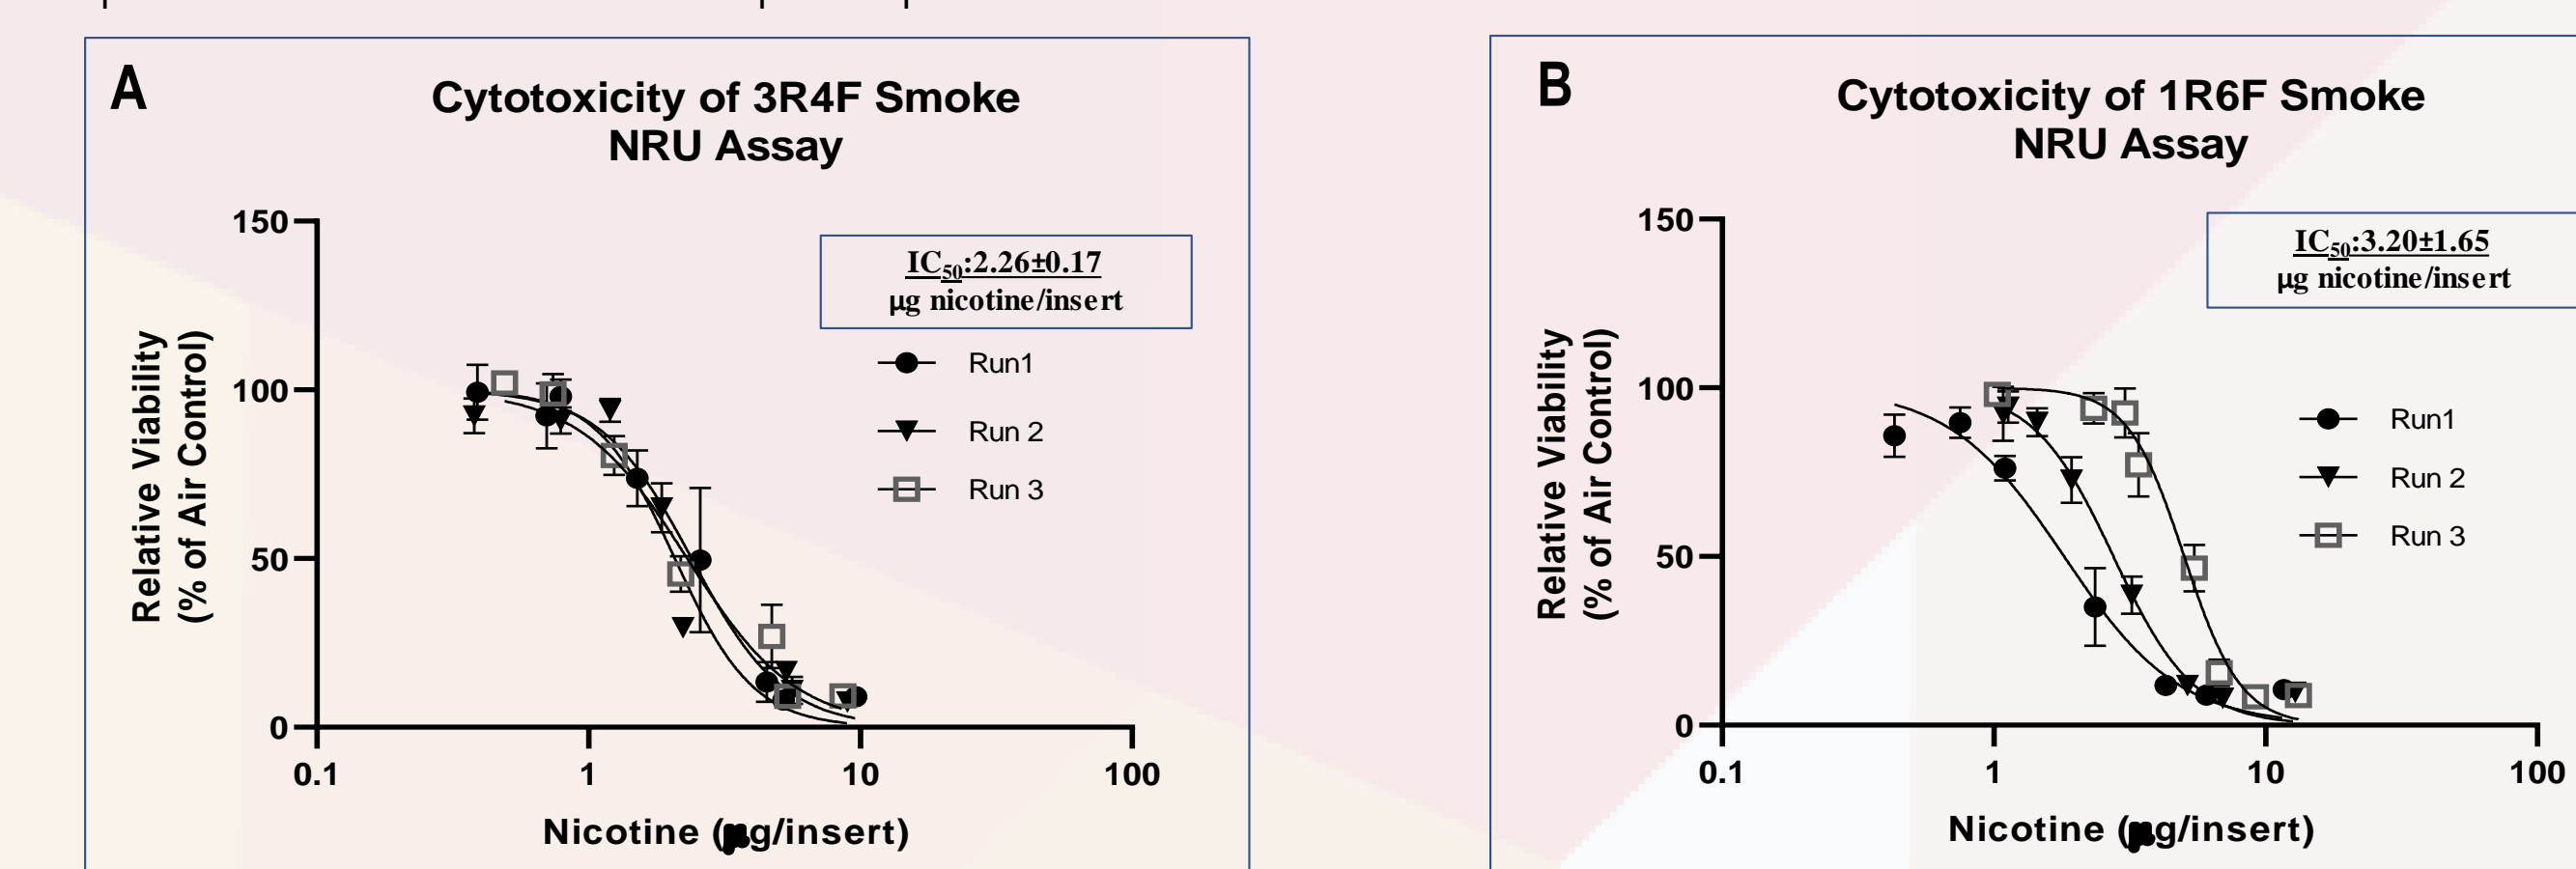 A
Cytotoxicity of 3R4F Smoke
NRU Assay
150
100
50
0
Relative Viability
(% of Air Control)
IC50:2.26±0.17
µg nicotine/insert
Run1
Run 2
Run 3
0.1 1 10 100
Nicotine (µg/insert)
B
Cytotoxicity of 1R6F Smoke
NRU Assay
150
100
50
0
Relative Viability
(% of Air Control)
IC50:3.20±1.65
µg nicotine/insert
Run1
Run 2
Run 3
0.1 1 10 100
Nicotine (µg/insert)